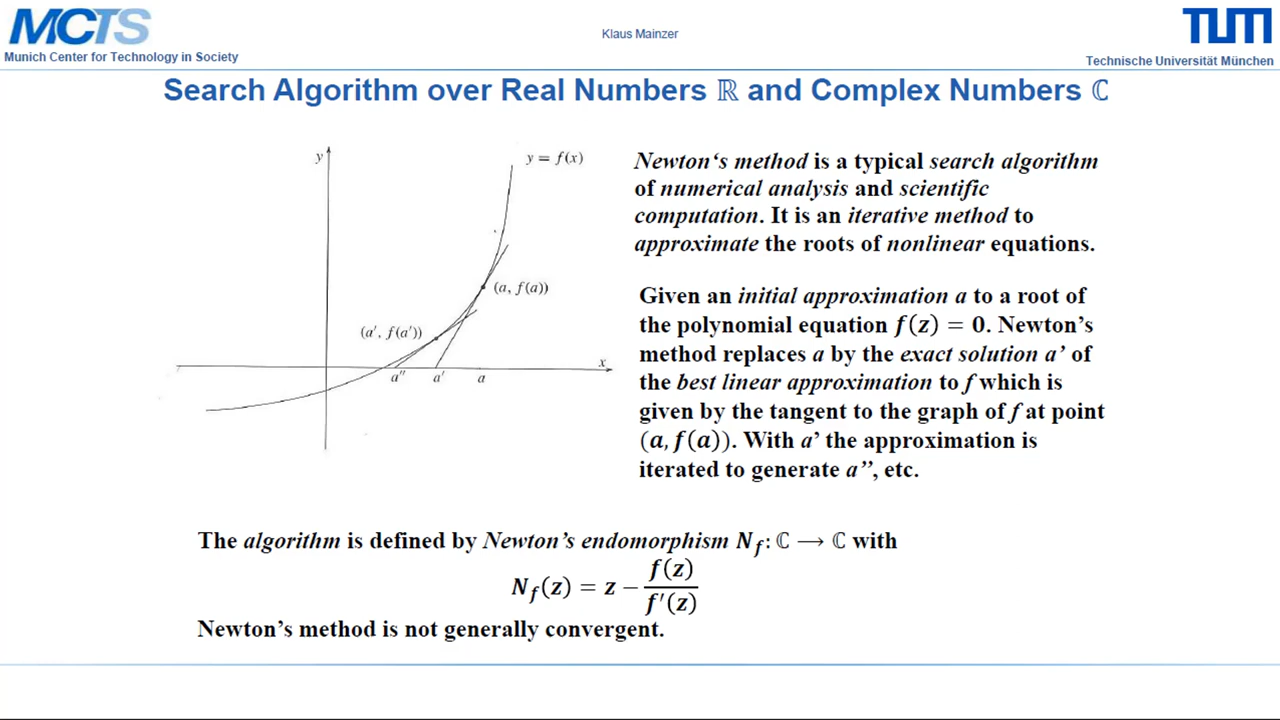 MCTS
Munich Center for Technology in Society
Klaus Mainzer
TUM
Technische Universität München
Search Algorithm over Real Numbers ℝ and Complex Numbers ℂ
y
y = f(x)
(a, f(a))
(a', f(a'))
x
a''
a'
a
Newton‘s method is a typical search algorithm
of numerical analysis and scientific
computation. It is an iterative method to
approximate the roots of nonlinear equations.
Given an initial approximation a to a root of
the polynomial equation f(z) = 0. Newton’s
method replaces a by the exact solution a’ of
the best linear approximation to f which is
given by the tangent to the graph of f at point
(a, f(a)). With a’ the approximation is
iterated to generate a’’, etc.
The algorithm is defined by Newton’s endomorphism N_f: ℂ ⟶ ℂ with
N_f(z) = z − f(z)/f'(z)
Newton’s method is not generally convergent.